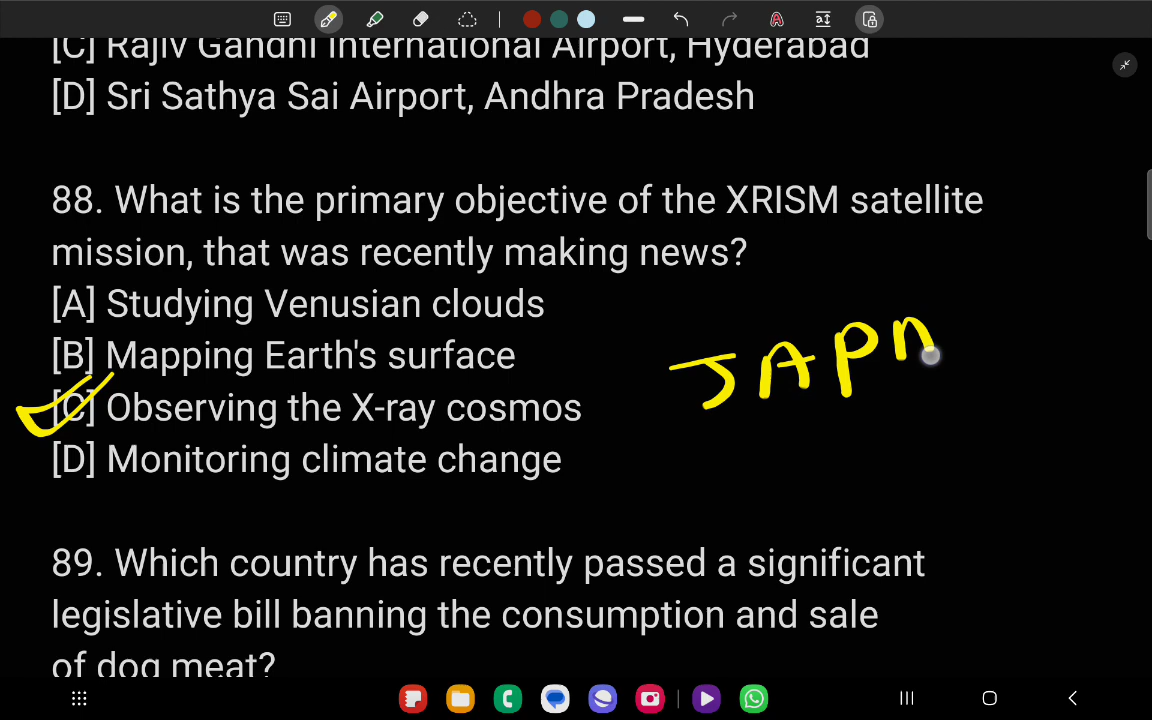 [C] Rajiv Gandhi International Airport, Hyderabad
[D] Sri Sathya Sai Airport, Andhra Pradesh
88. What is the primary objective of the XRISM satellite
mission, that was recently making news?
[A] Studying Venusian clouds
[B] Mapping Earth's surface
[C] Observing the X-ray cosmos
[D] Monitoring climate change
JAPn
89. Which country has recently passed a significant
legislative bill banning the consumption and sale
of dog meat?